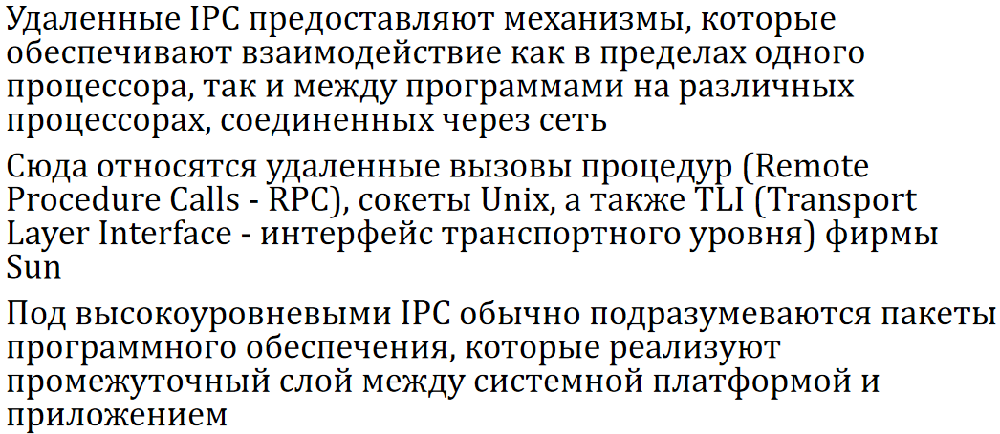 Удаленные IPC предоставляют механизмы, которые
обеспечивают взаимодействие как в пределах одного
процессора, так и между программами на различных
процессорах, соединенных через сеть
Сюда относятся удаленные вызовы процедур (Remote
Procedure Calls - RPC), сокеты Unix, а также TLI (Transport
Layer Interface - интерфейс транспортного уровня) фирмы
Sun
Под высокоуровневыми IPC обычно подразумеваются пакеты
программного обеспечения, которые реализуют
промежуточный слой между системной платформой и
приложением